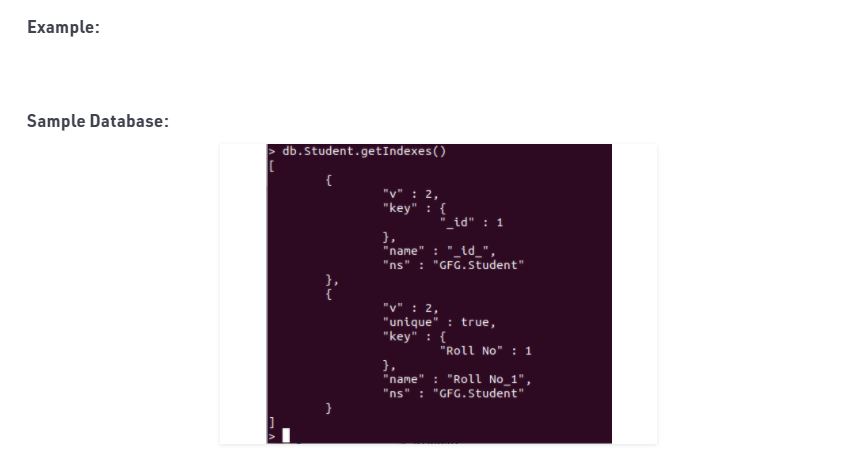 Example:
Sample Database:
> db.Student.getIndexes()
[
{
"v" : 2,
"key" : {
"_id" : 1
},
"name" : "_id_",
"ns" : "GFG.Student"
},
{
"v" : 2,
"unique" : true,
"key" : {
"Roll No" : 1
},
"name" : "Roll No_1",
"ns" : "GFG.Student"
}
]
>